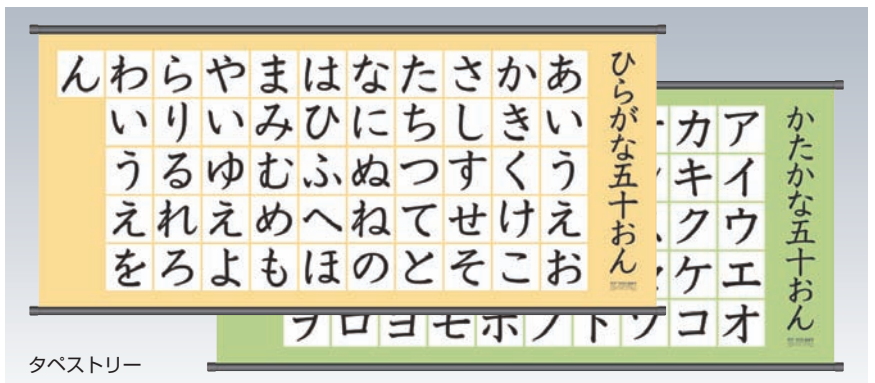 ひらがな五十おん
あいうえお
かきくけこ
さしすせそ
たちつてと
なにぬねの
はひふへほ
まみむめも
やいゆえよ
らりるれろ
わいうえを
ん
かたかな五十おん
アイウエオ
カキクケコ
タペストリー